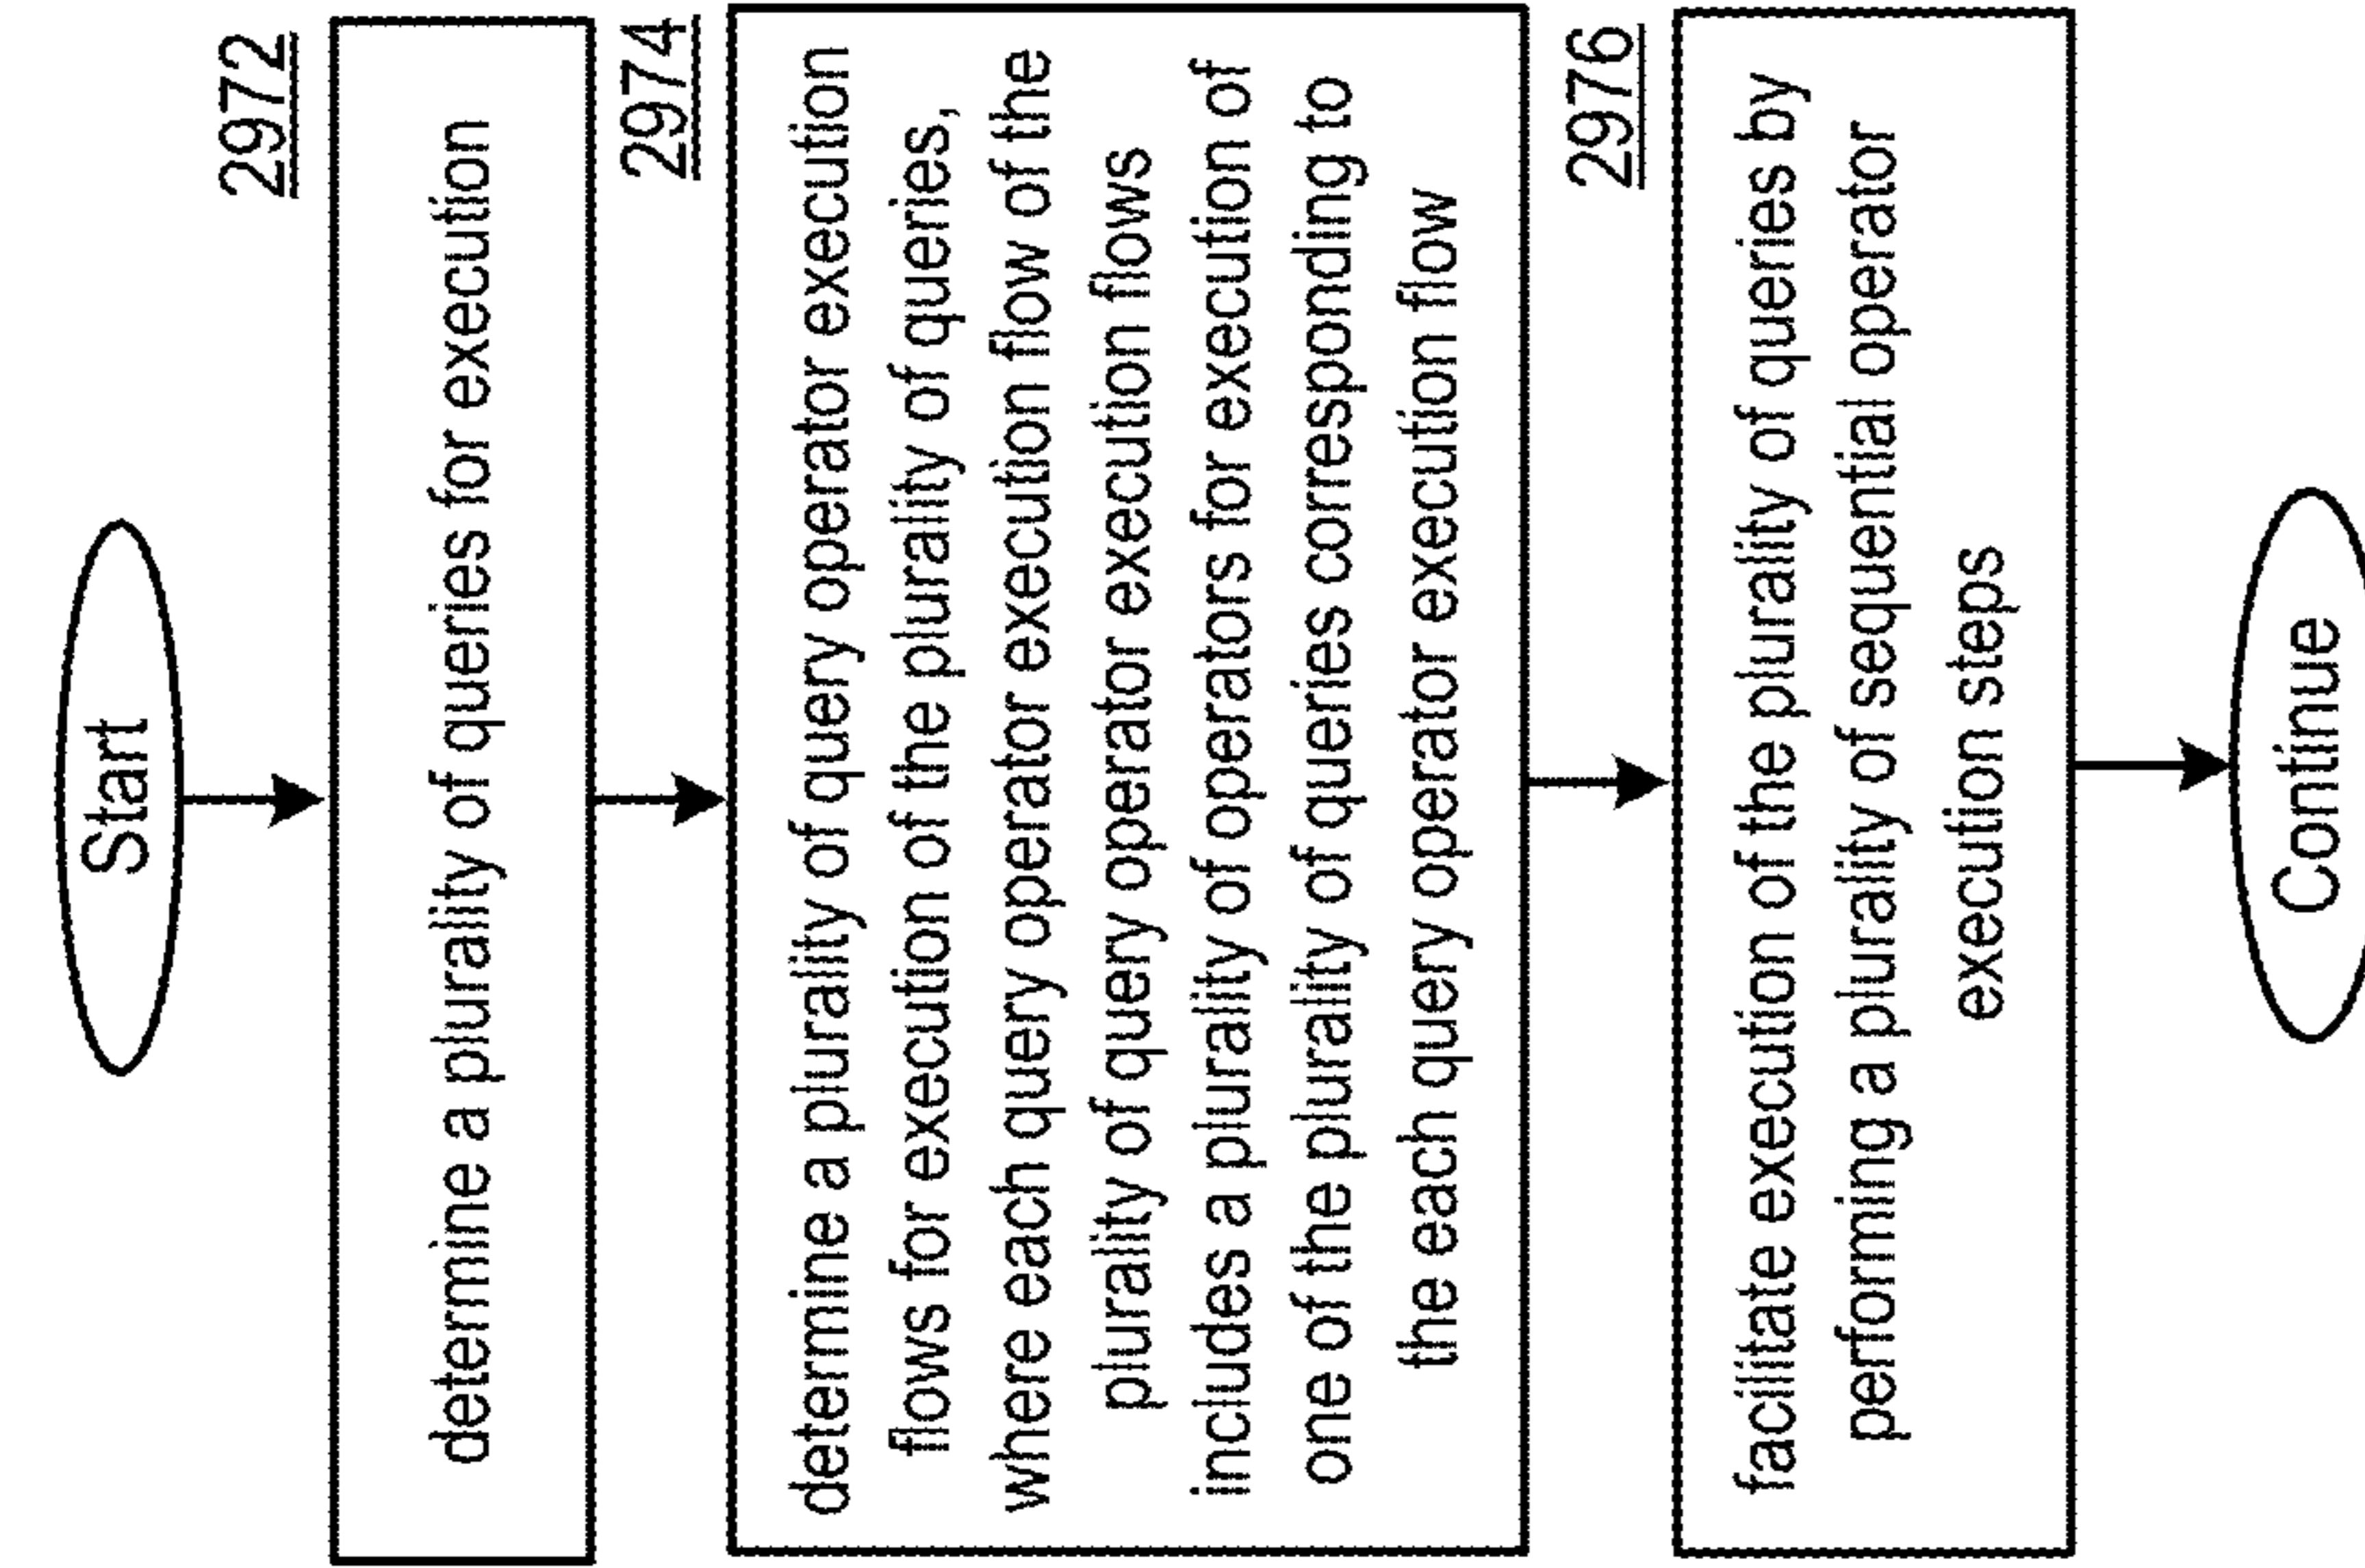 Start
2972
determine a plurality of queries for execution
2974
determine a plurality of query operator execution
flows for execution of the plurality of queries,
where each query operator execution flow of the
plurality of query operator execution flows
includes a plurality of operators for execution of
one of the plurality of queries corresponding to
the each query operator execution flow
2976
facilitate execution of the plurality of queries by
performing a plurality of sequential operator
execution steps
Continue